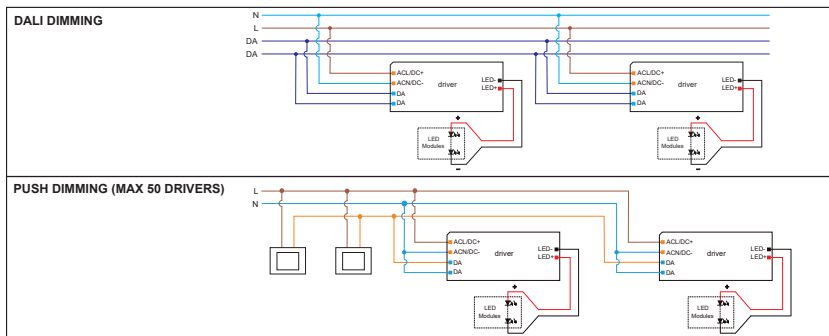 DALI DIMMING
N
L
DA
DA
ACL/DC+
ACN/DC-
DA
DA
driver
LED-
LED+
+
LED
Modules
-
ACL/DC+
ACN/DC-
DA
DA
driver
LED-
LED+
+
LED
Modules
-
PUSH DIMMING (MAX 50 DRIVERS)
L
N
ACL/DC+
ACN/DC-
DA
DA
driver
LED-
LED+
+
LED
Modules
-
ACL/DC+
ACN/DC-
DA
DA
driver
LED-
LED+
+
LED
Modules
-